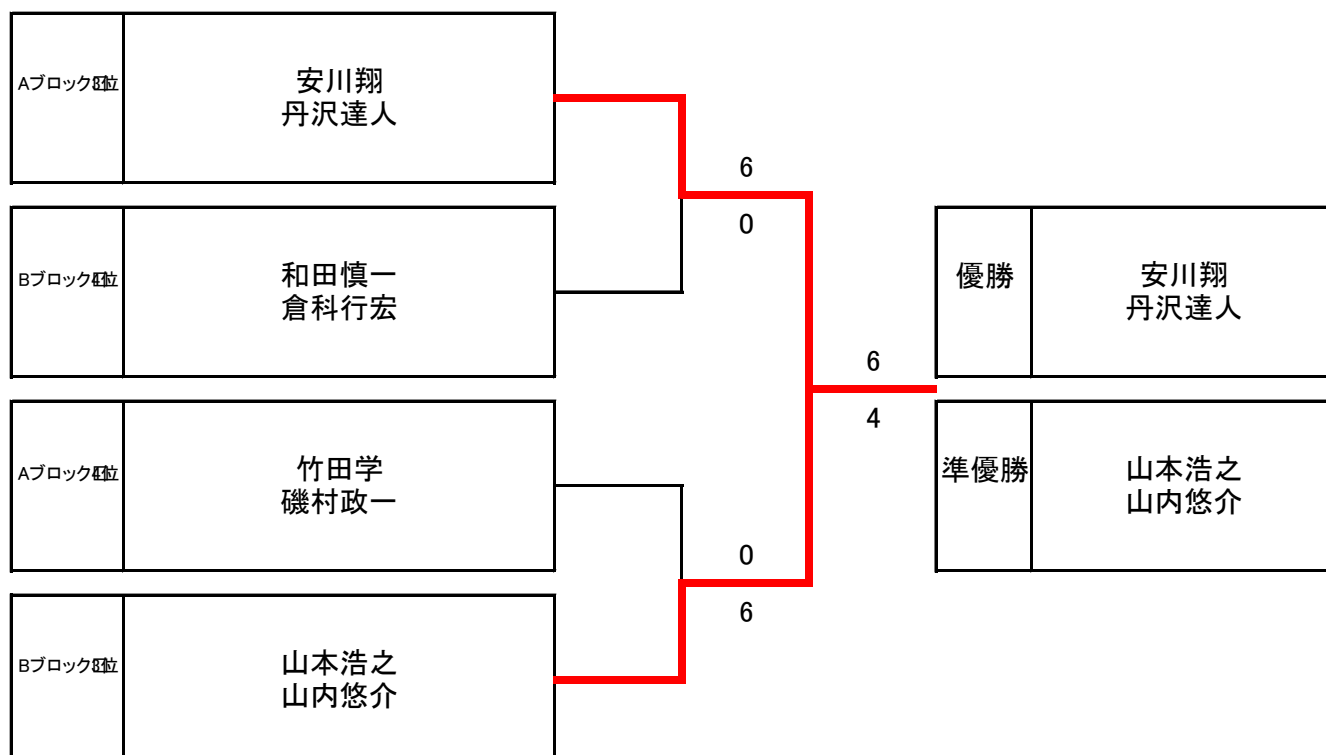 Aブロック3位
安川翔
丹沢達人
6
0
Bブロック4位
和田慎一
倉科行宏
優勝
安川翔
丹沢達人
6
4
Aブロック4位
竹田学
磯村政一
準優勝
山本浩之
山内悠介
0
6
Bブロック3位
山本浩之
山内悠介